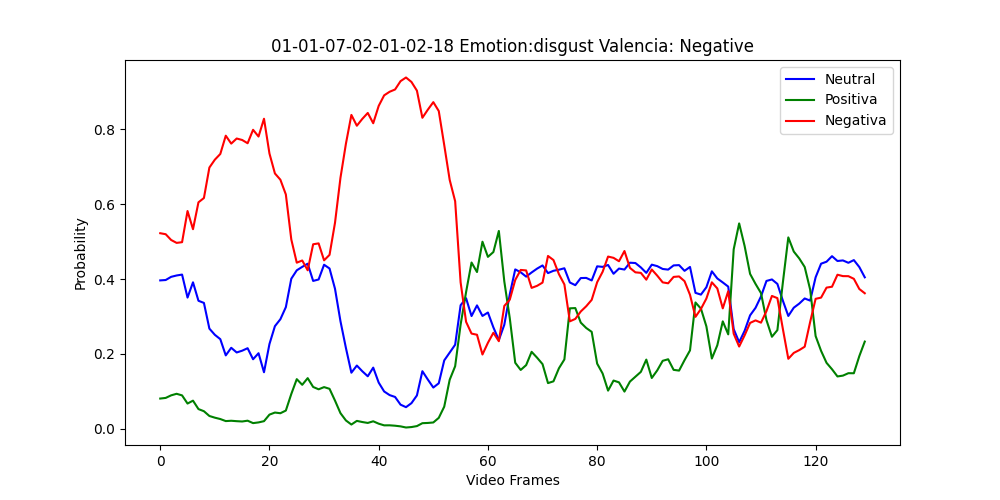 01-01-07-02-01-02-18 Emotion:disgust Valencia: Negative
Neutral
Positiva
Negativa
Probability
0.8
0.6
0.4
0.2
0.0
0 20 40 60 80 100 120
Video Frames